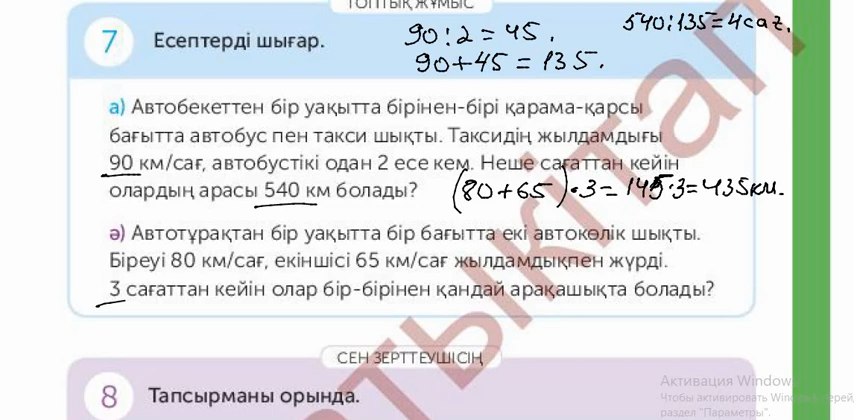 ТОПТЫҚ ЖҰМЫС
7 Есептерді шығар.
90:2=45.
90+45=135.
540:135=4сағ.
а) Автобекеттен бір уақытта бірінен-бірі қарама-қарсы
бағытта автобус пен такси шықты. Таксидің жылдамдығы
90 км/сағ, автобустікі одан 2 есе кем. Неше сағаттан кейін
олардың арасы 540 км болады?
(80+65)·3=145·3=435км.
ә) Автотұрақтан бір уақытта бір бағытта екі автокөлік шықты.
Біреуі 80 км/сағ, екіншісі 65 км/сағ жылдамдықпен жүрді.
3 сағаттан кейін олар бір-бірінен қандай арақашықта болады?
СЕН ЗЕРТТЕУШІСІҢ
8 Тапсырманы орында.
Активация Window
Чтобы активировать Wind
раздел "Параметры".